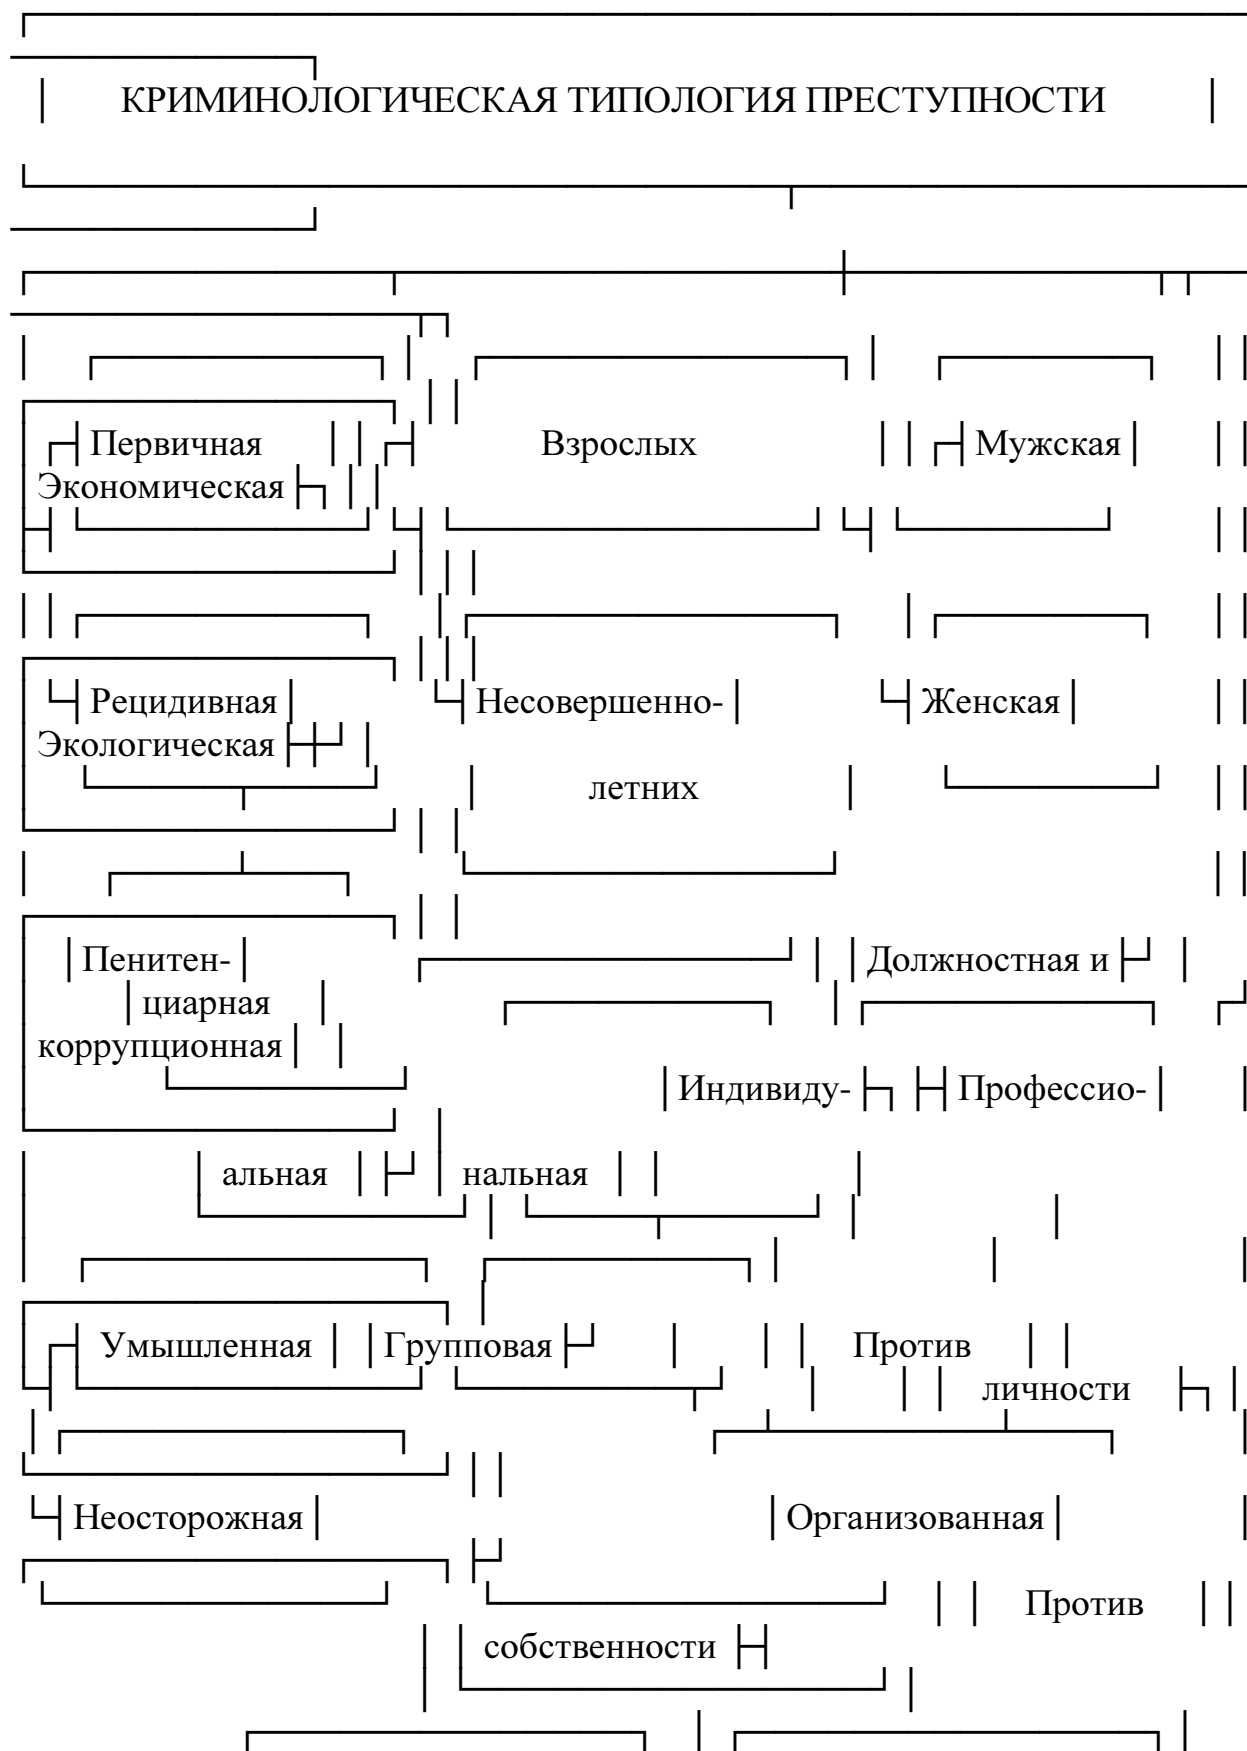 КРИМИНОЛОГИЧЕСКАЯ ТИПОЛОГИЯ ПРЕСТУПНОСТИ
Первичная Взрослых Мужская
Экономическая
Рецидивная Несовершенно- Женская
Экологическая
летних
Пенитен- Должностная и
циарная
коррупционная
Индивиду- Профессио-
альная нальная
Умышленная Групповая Против
личности
Неосторожная Организованная
Против
собственности